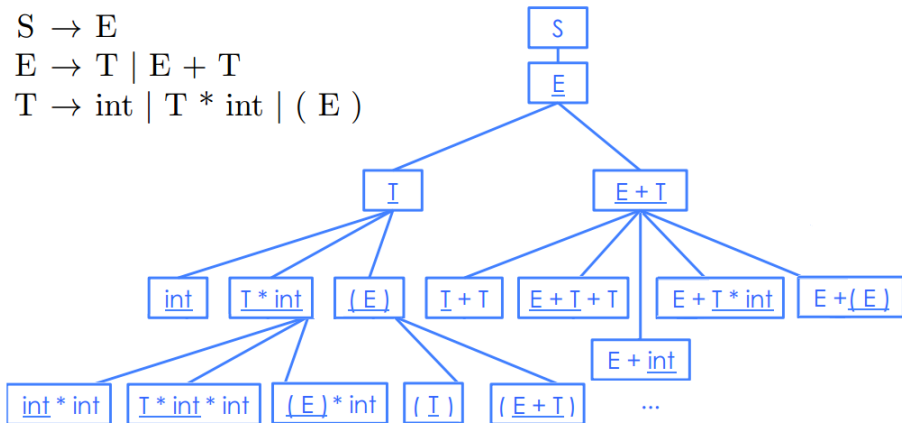 S → E
E → T | E + T
T → int | T * int | ( E )
S
E
T
E + T
int
T * int
( E )
T + T
E + T + T
E + T * int
E +( E )
E + int
int * int
T * int * int
( E ) * int
( T )
( E + T )
...